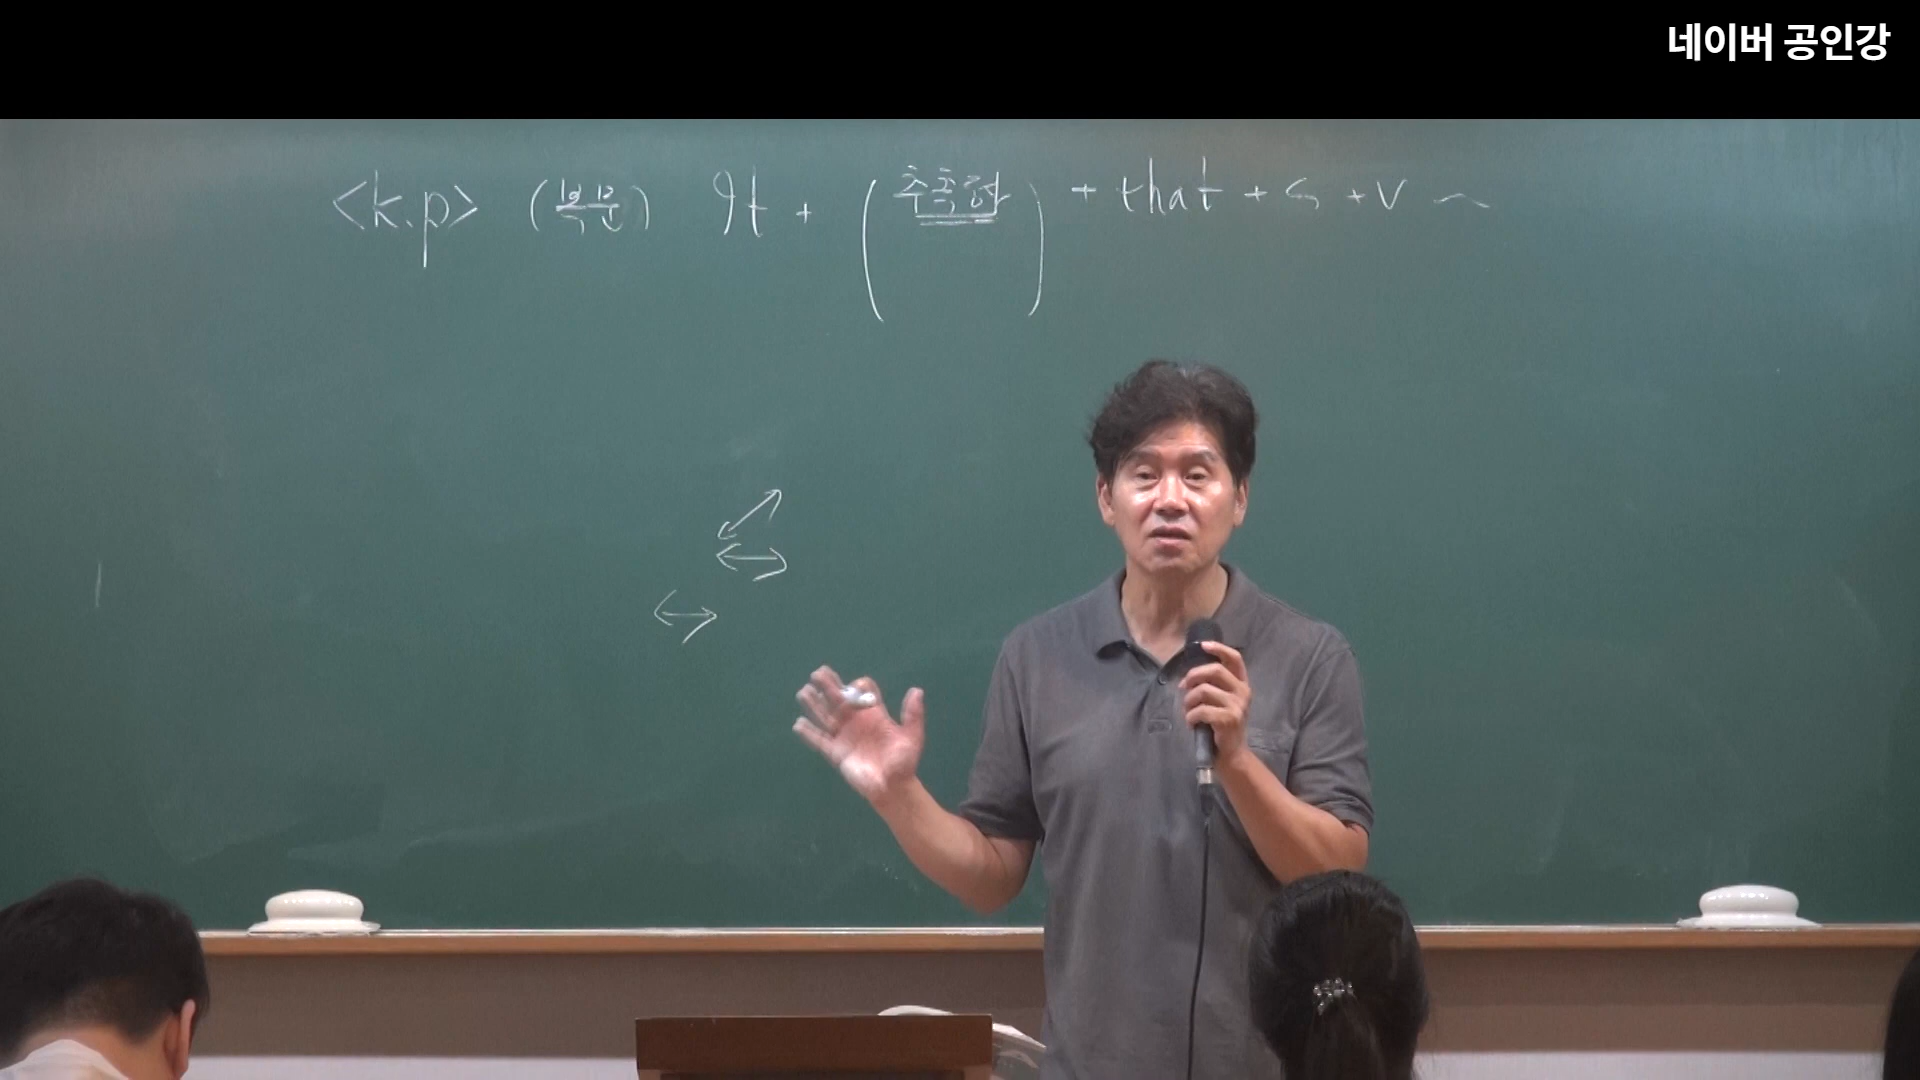 네이버 공인강
<k.p> (복문) It + (추측형) + that + S + V ~